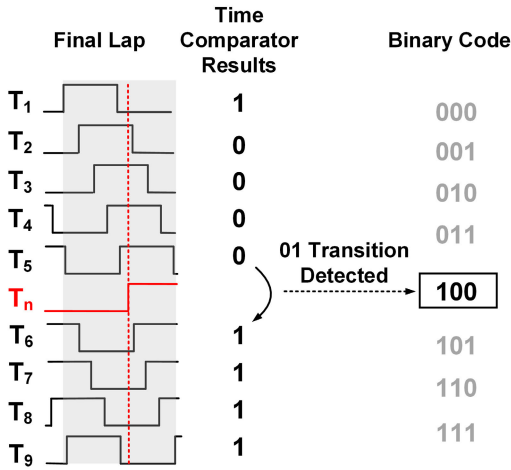 Final Lap
Time
Comparator
Results
Binary Code
T1 1
000
T2 0
001
T3 0
010
T4 0
011
T5 0
01 Transition
Detected
Tn
100
T6 1
101
T7 1
110
T8 1
111
T9 1